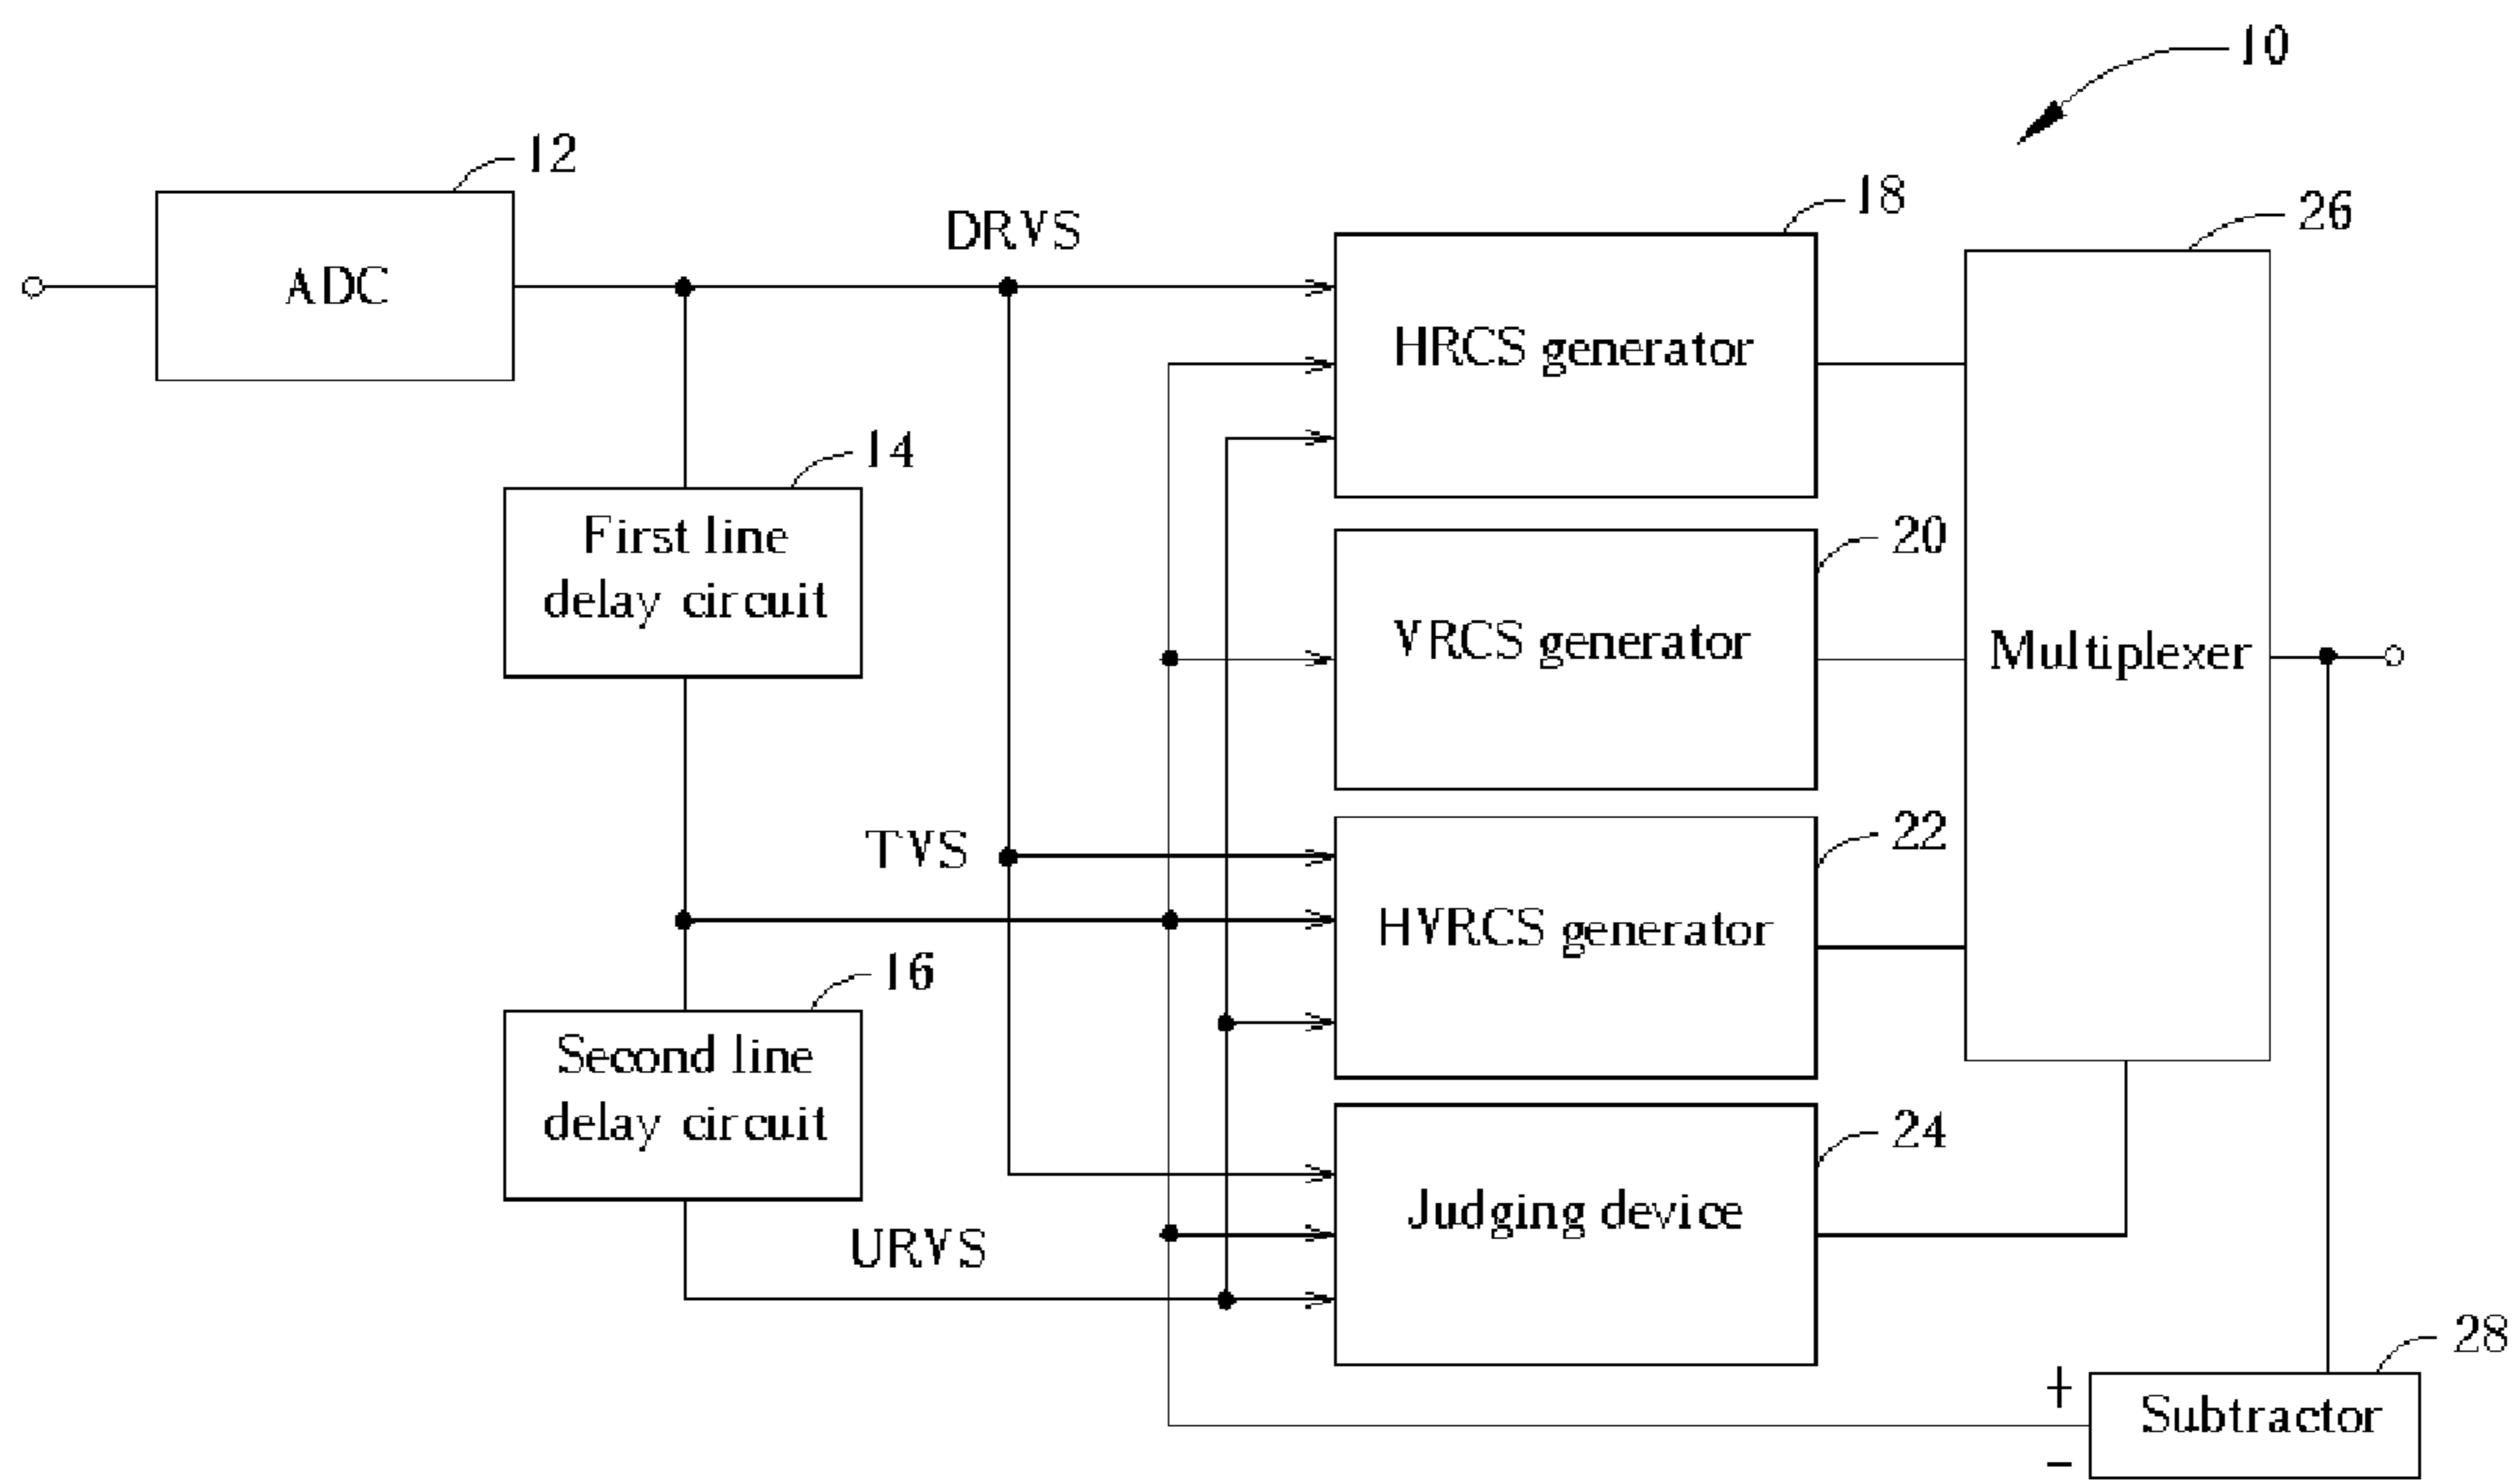 10
12
18
26
DRVS
ADC
HRCS generator
14
First line
delay circuit
20
VRCS generator
Multiplexer
22
TVS
HVRCS generator
16
Second line
delay circuit
24
Judging device
URVS
28
+
Subtractor
−